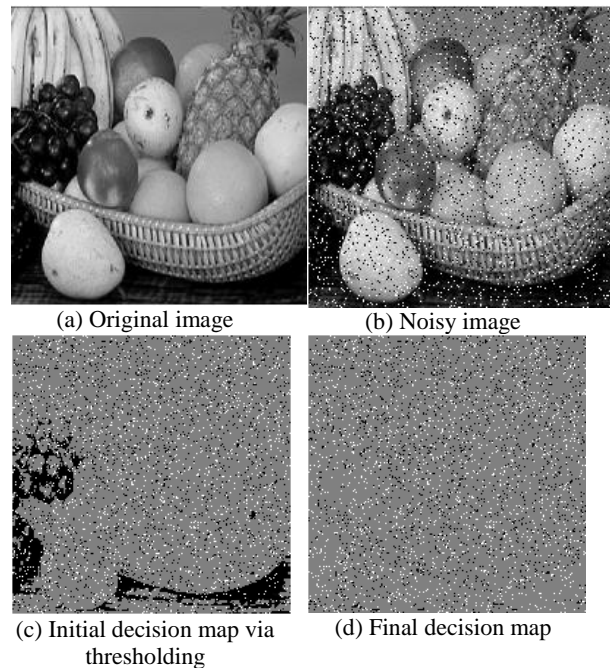 (a) Original image
(b) Noisy image
(c) Initial decision map via
thresholding
(d) Final decision map